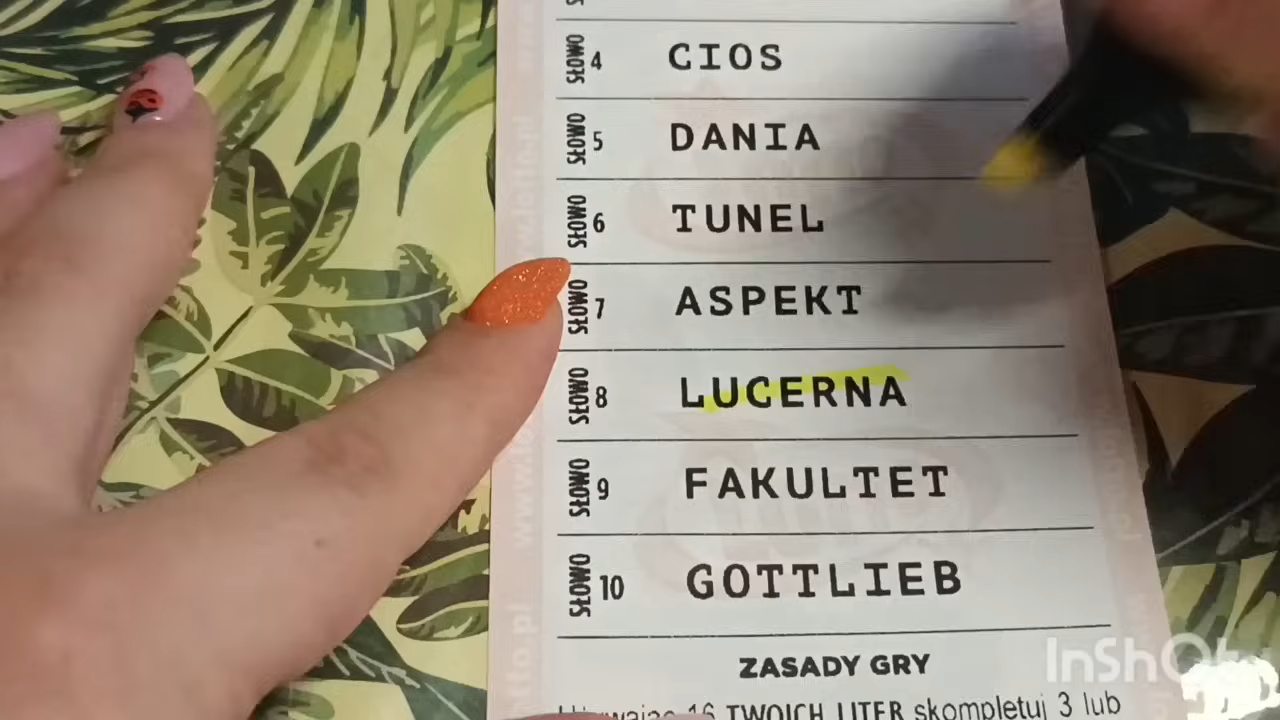 SŁOWO 4 CIOS
SŁOWO 5 DANIA
SŁOWO 6 TUNEL
SŁOWO 7 ASPEKT
SŁOWO 8 LUCERNA
SŁOWO 9 FAKULTET
SŁOWO 10 GOTTLIEB
ZASADY GRY
16 TWOICH LITER skompletuj 3 lub
InShOt